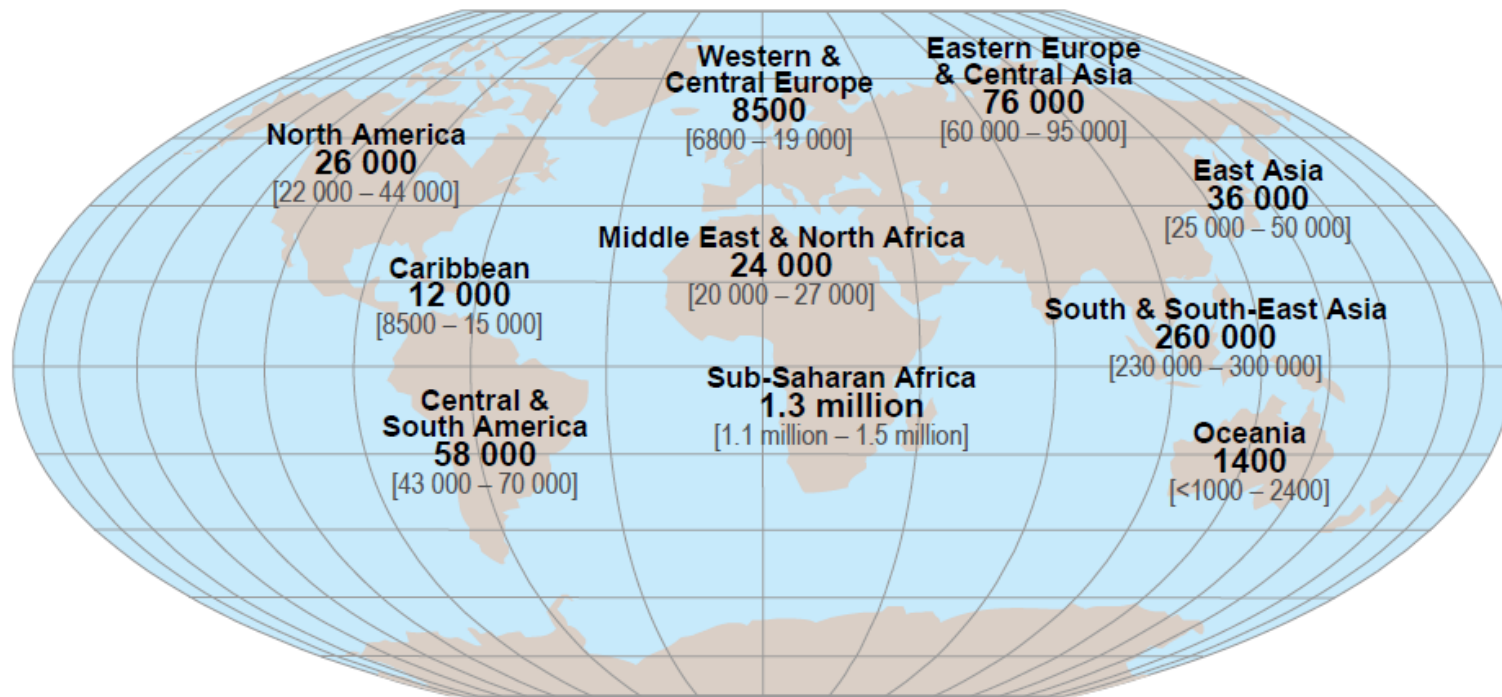 Western &
Central Europe
8500
[6800 – 19 000]
Eastern Europe
& Central Asia
76 000
[60 000 – 95 000]
North America
26 000
[22 000 – 44 000]
East Asia
36 000
[25 000 – 50 000]
Middle East & North Africa
24 000
[20 000 – 27 000]
Caribbean
12 000
[8500 – 15 000]
South & South-East Asia
260 000
[230 000 – 300 000]
Sub-Saharan Africa
1.3 million
[1.1 million – 1.5 million]
Central &
South America
58 000
[43 000 – 70 000]
Oceania
1400
[<1000 – 2400]